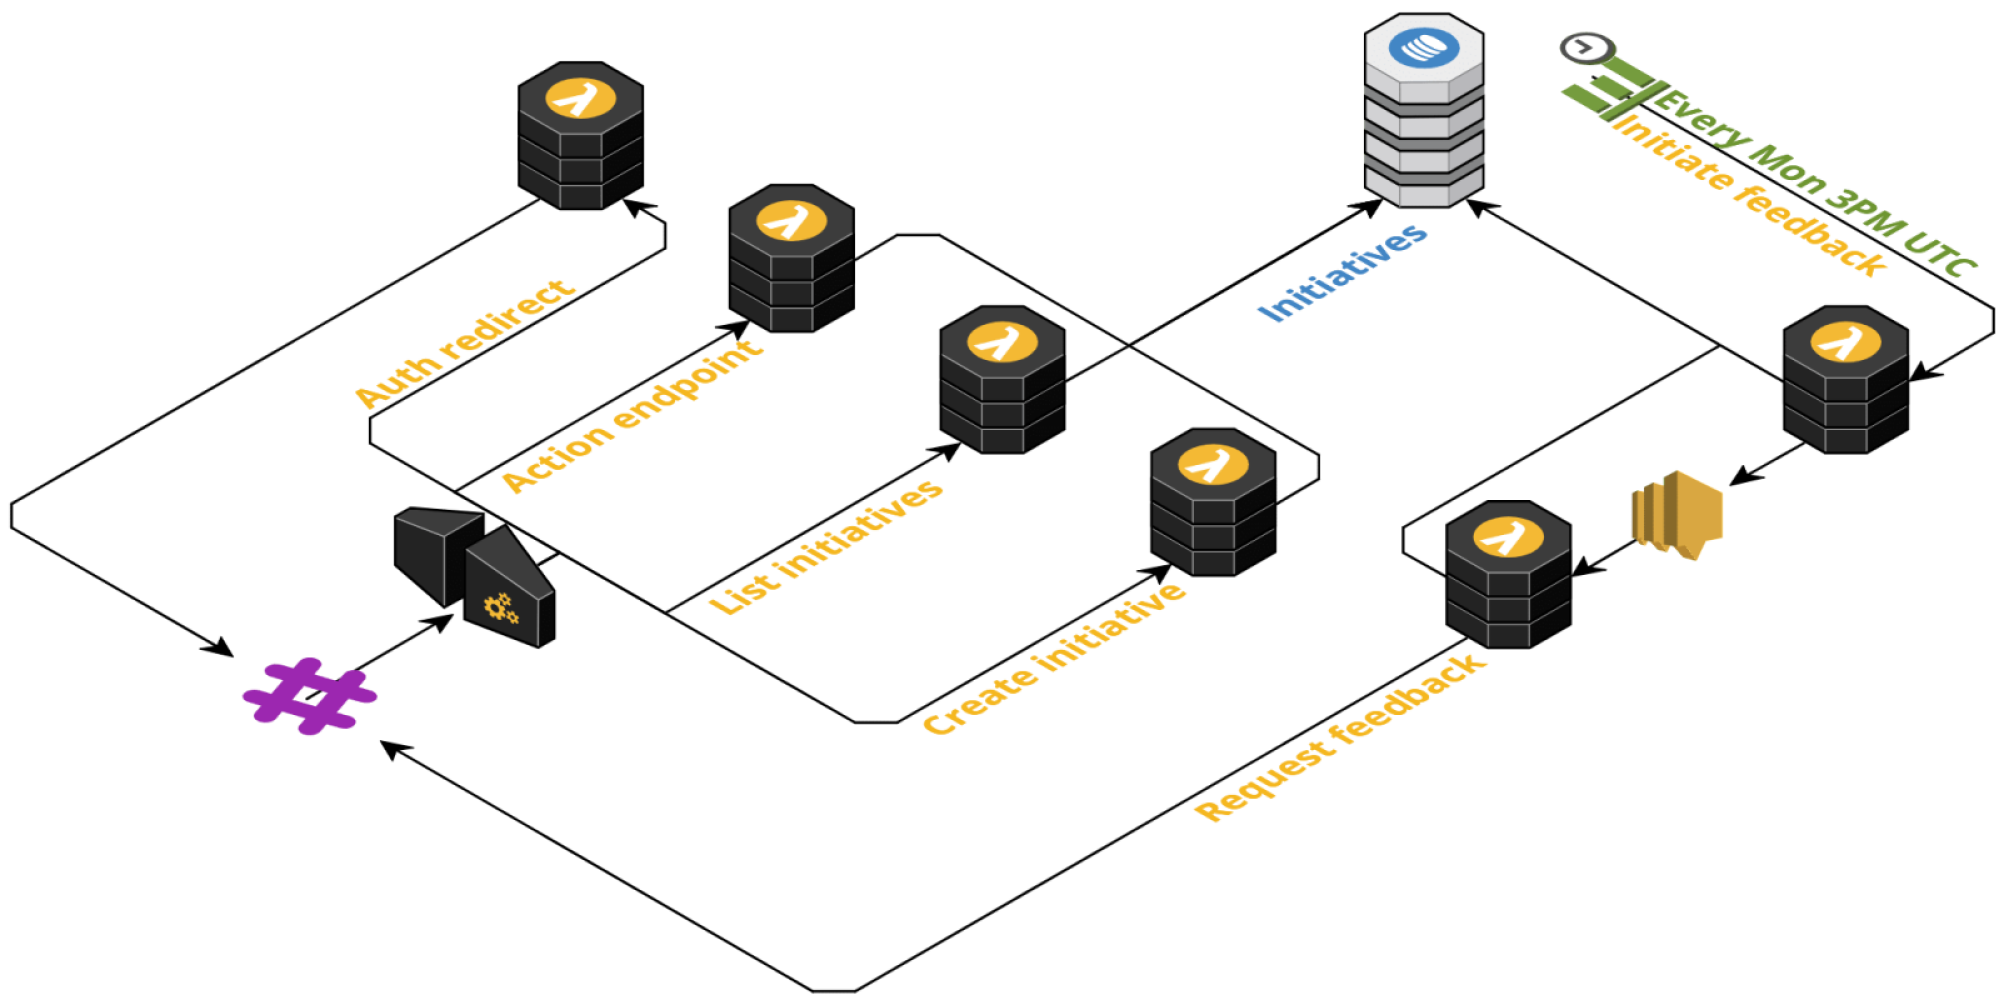 Every Mon 3PM UTC
Initiate feedback
Initiatives
Auth redirect
Action endpoint
List initiatives
Create initiative
Request feedback